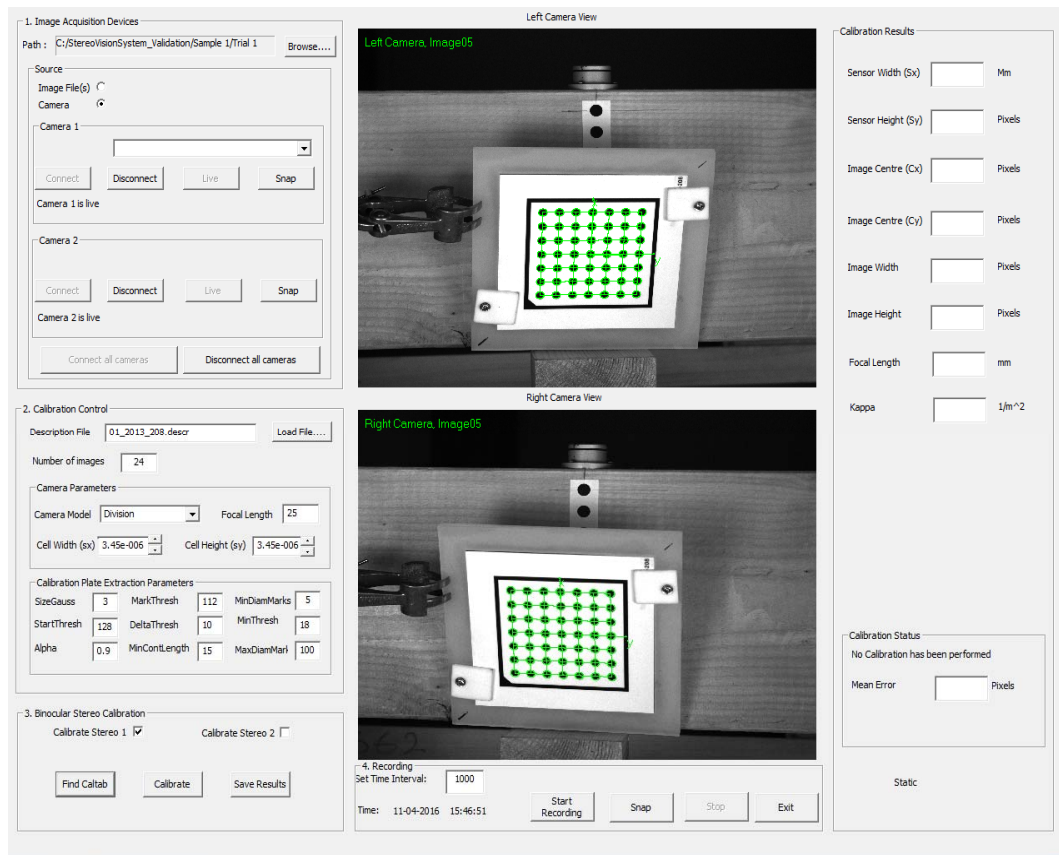 1. Image Acquisition Devices
Path : C:/StereoVisionSystem_Validation/Sample 1/Trial 1 Browse....
Source
Image File(s)
Camera
Camera 1
Connect Disconnect Live Snap
Camera 1 is live
Camera 2
Connect Disconnect Live Snap
Camera 2 is live
Connect all cameras Disconnect all cameras
2. Calibration Control
Description File 01_2013_208.descr Load File....
Number of images 24
Camera Parameters
Camera Model Division Focal Length 25
Cell Width (sx) 3.45e-006 Cell Height (sy) 3.45e-006
Calibration Plate Extraction Parameters
SizeGauss 3 MarkThresh 112 MinDiamMarks 5
StartThresh 128 DeltaThresh 10 MinThresh 18
Alpha 0.9 MinContLength 15 MaxDiamMark 100
3. Binocular Stereo Calibration
Calibrate Stereo 1 Calibrate Stereo 2
Find Caltab Calibrate Save Results
Left Camera View
Left Camera, Image05
x
y
Right Camera View
Right Camera, Image05
x
y
4. Recording
Set Time Interval: 1000
Time: 11-04-2016 15:46:51 Start Recording Snap Stop Exit
Calibration Results
Sensor Width (Sx) Mm
Sensor Height (Sy) Pixels
Image Centre (Cx) Pixels
Image Centre (Cy) Pixels
Image Width Pixels
Image Height Pixels
Focal Length mm
Kappa 1/m^2
Calibration Status
No Calibration has been performed
Mean Error Pixels
Static